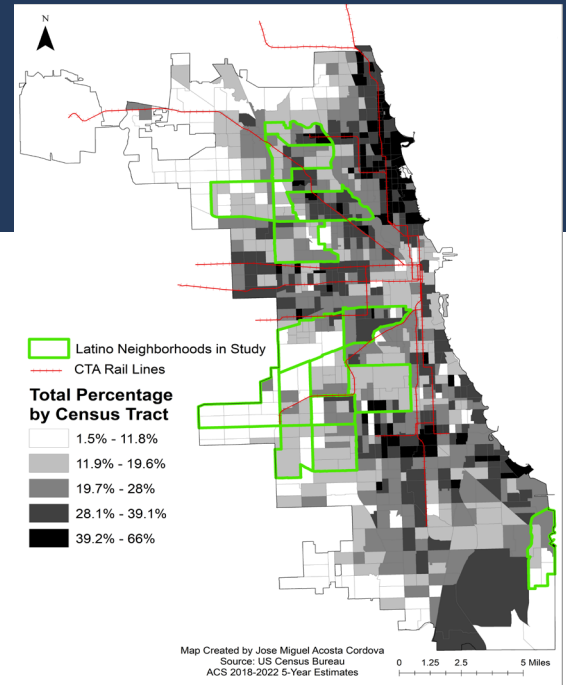 N
Latino Neighborhoods in Study
CTA Rail Lines
Total Percentage
by Census Tract
1.5% - 11.8%
11.9% - 19.6%
19.7% - 28%
28.1% - 39.1%
39.2% - 66%
Map Created by Jose Miguel Acosta Cordova
Source: US Census Bureau
ACS 2018-2022 5-Year Estimates
0 1.25 2.5 5 Miles